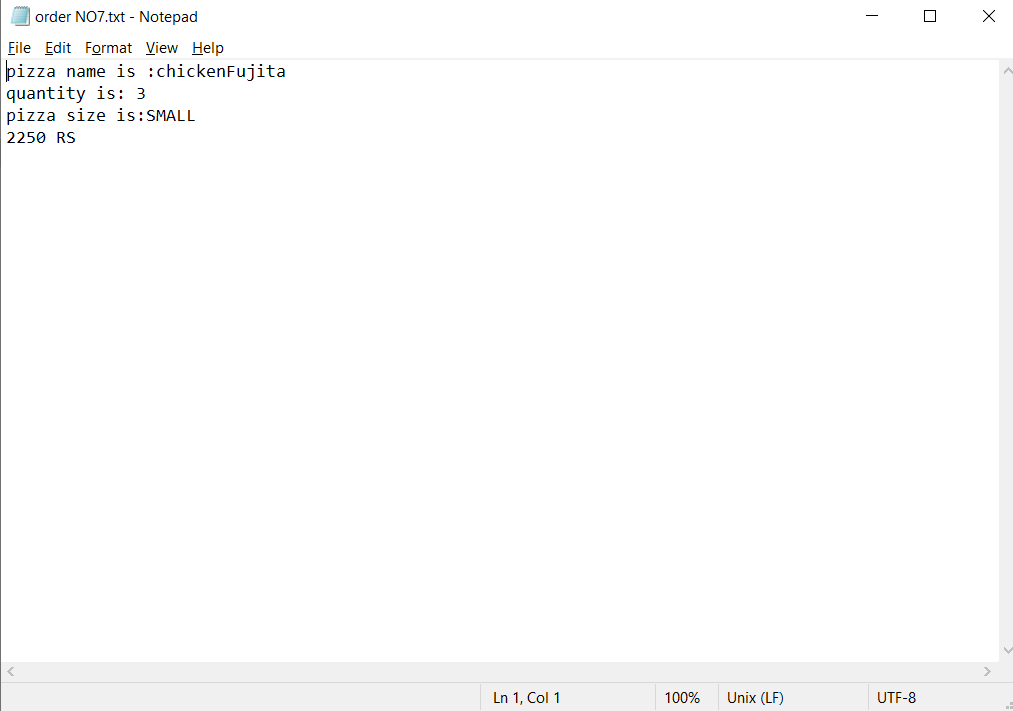 order NO7.txt - Notepad
File Edit Format View Help
pizza name is :chickenFujita
quantity is: 3
pizza size is:SMALL
2250 RS
Ln 1, Col 1 100% Unix (LF) UTF-8